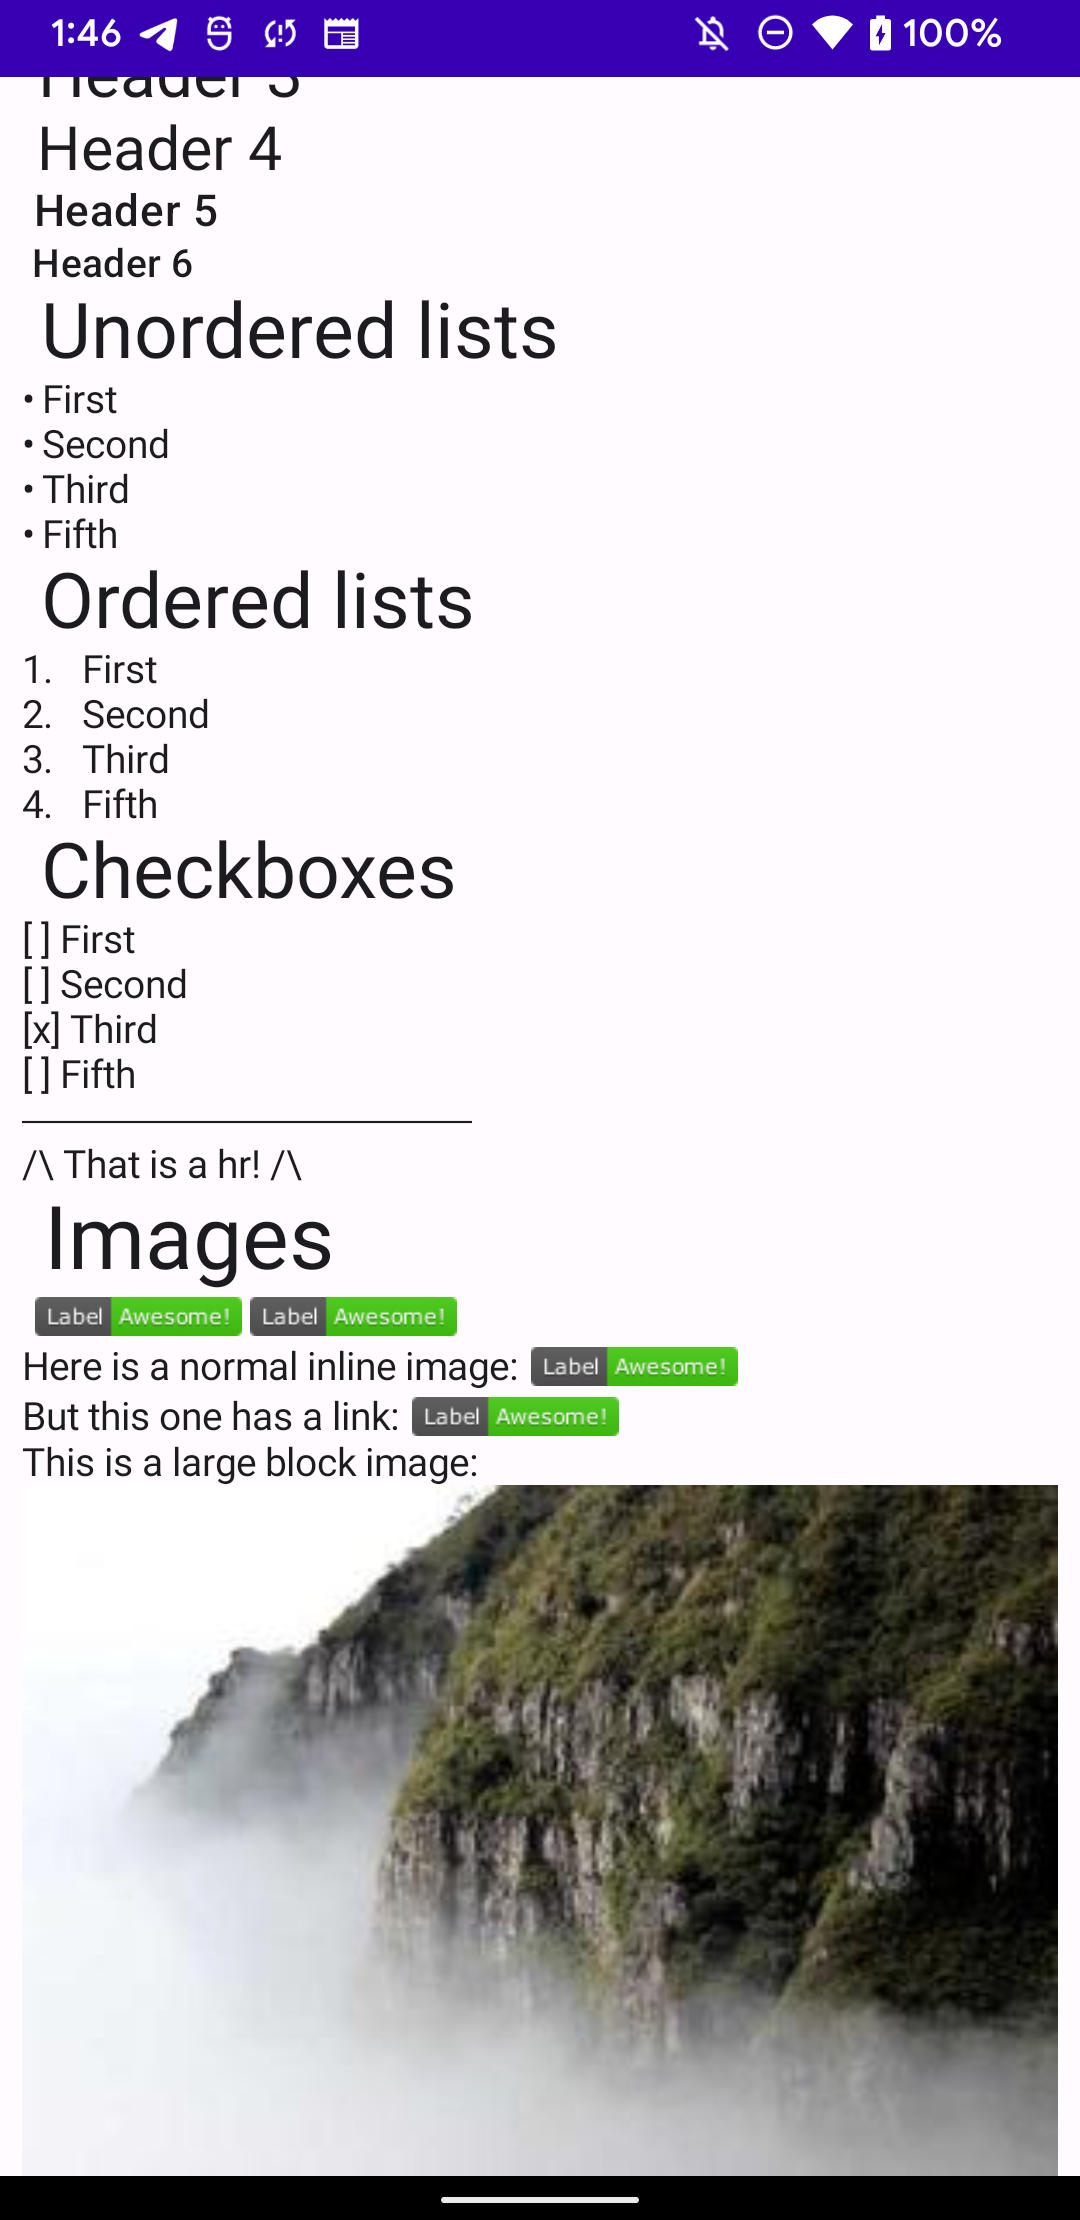 1:46 100%
Header 3
Header 4
Header 5
Header 6
Unordered lists
• First
• Second
• Third
• Fifth
Ordered lists
1. First
2. Second
3. Third
4. Fifth
Checkboxes
[ ] First
[ ] Second
[x] Third
[ ] Fifth
/\ That is a hr! /\
Images
Label Awesome! Label Awesome!
Here is a normal inline image: Label Awesome!
But this one has a link: Label Awesome!
This is a large block image: